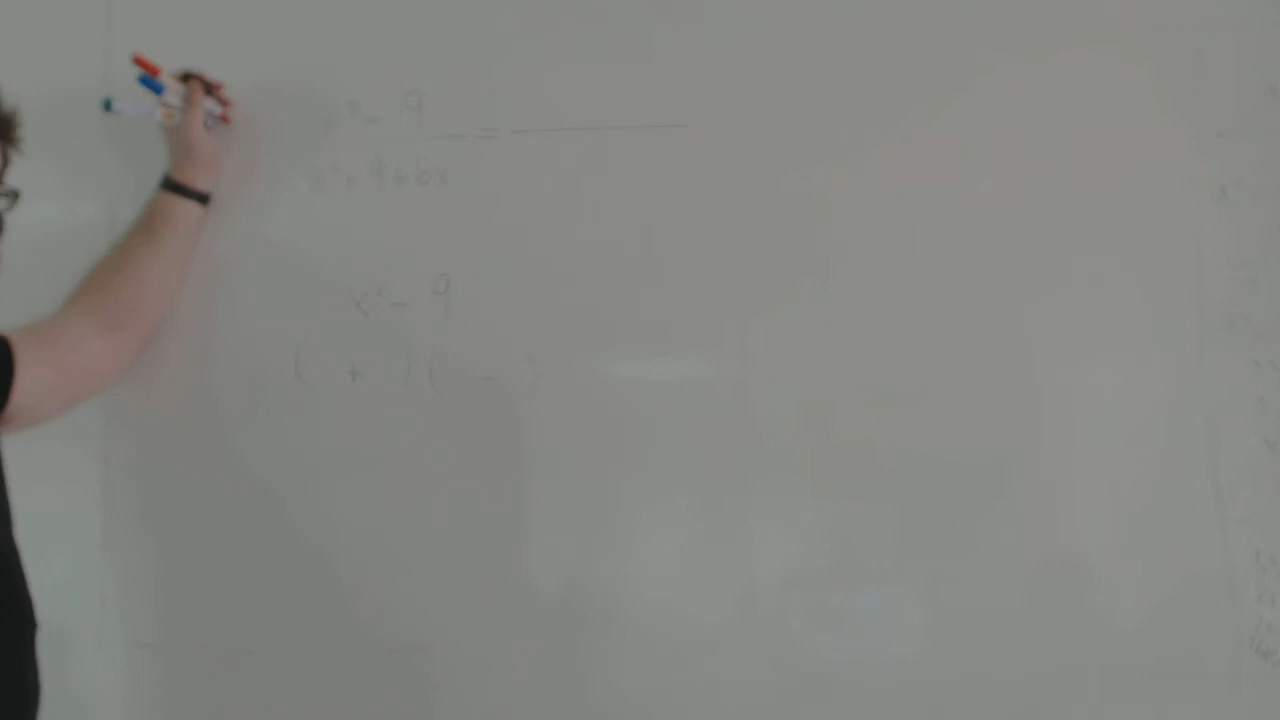 x² - 9 =
x² + 9 + 6x
x² - 9
( + ) ( - )